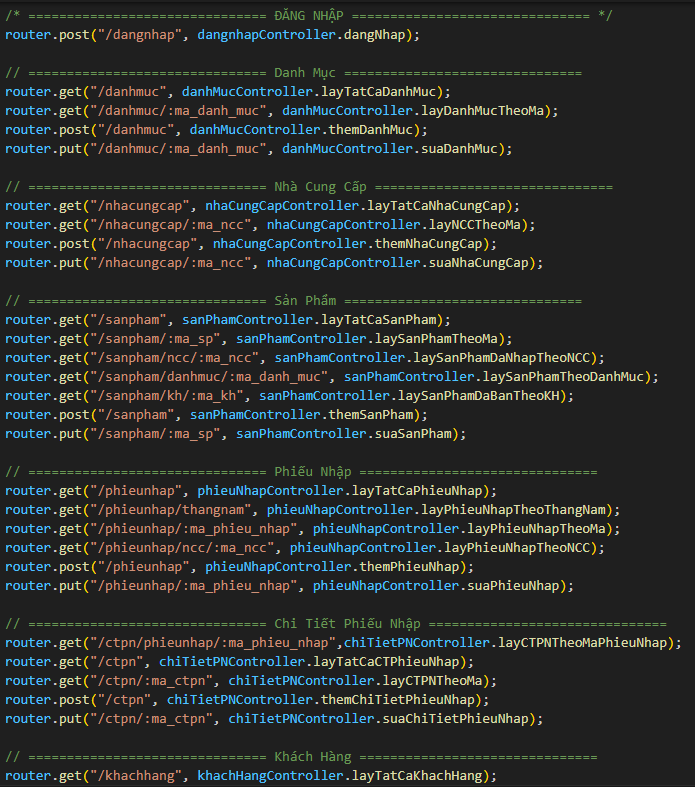 /* =============================== ĐĂNG NHẬP =============================== */
router.post("/dangnhap", dangnhapController.dangNhap);
// =============================== Danh Mục ===============================
router.get("/danhmuc", danhMucController.layTatCaDanhMuc);
router.get("/danhmuc/:ma_danh_muc", danhMucController.layDanhMucTheoMa);
router.post("/danhmuc", danhMucController.themDanhMuc);
router.put("/danhmuc/:ma_danh_muc", danhMucController.suaDanhMuc);
// =============================== Nhà Cung Cấp ===============================
router.get("/nhacungcap", nhaCungCapController.layTatCaNhaCungCap);
router.get("/nhacungcap/:ma_ncc", nhaCungCapController.layNCCTheoMa);
router.post("/nhacungcap", nhaCungCapController.themNhaCungCap);
router.put("/nhacungcap/:ma_ncc", nhaCungCapController.suaNhaCungCap);
// =============================== Sản Phẩm ===============================
router.get("/sanpham", sanPhamController.layTatCaSanPham);
router.get("/sanpham/:ma_sp", sanPhamController.laySanPhamTheoMa);
router.get("/sanpham/ncc/:ma_ncc", sanPhamController.laySanPhamDaNhapTheoNCC);
router.get("/sanpham/danhmuc/:ma_danh_muc", sanPhamController.laySanPhamTheoDanhMuc);
router.get("/sanpham/kh/:ma_kh", sanPhamController.laySanPhamDaBanTheoKH);
router.post("/sanpham", sanPhamController.themSanPham);
router.put("/sanpham/:ma_sp", sanPhamController.suaSanPham);
// =============================== Phiếu Nhập ===============================
router.get("/phieunhap", phieuNhapController.layTatCaPhieuNhap);
router.get("/phieunhap/thangnam", phieuNhapController.layPhieuNhapTheoThangNam);
router.get("/phieunhap/:ma_phieu_nhap", phieuNhapController.layPhieuNhapTheoMa);
router.get("/phieunhap/ncc/:ma_ncc", phieuNhapController.layPhieuNhapTheoNCC);
router.post("/phieunhap", phieuNhapController.themPhieuNhap);
router.put("/phieunhap/:ma_phieu_nhap", phieuNhapController.suaPhieuNhap);
// =============================== Chi Tiết Phiếu Nhập ===============================
router.get("/ctpn/phieunhap/:ma_phieu_nhap",chiTietPNController.layCTPNTheoMaPhieuNhap);
router.get("/ctpn", chiTietPNController.layTatCaCTPhieuNhap);
router.get("/ctpn/:ma_ctpn", chiTietPNController.layCTPNTheoMa);
router.post("/ctpn", chiTietPNController.themChiTietPhieuNhap);
router.put("/ctpn/:ma_ctpn", chiTietPNController.suaChiTietPhieuNhap);
// =============================== Khách Hàng ===============================
router.get("/khachhang", khachHangController.layTatCaKhachHang);